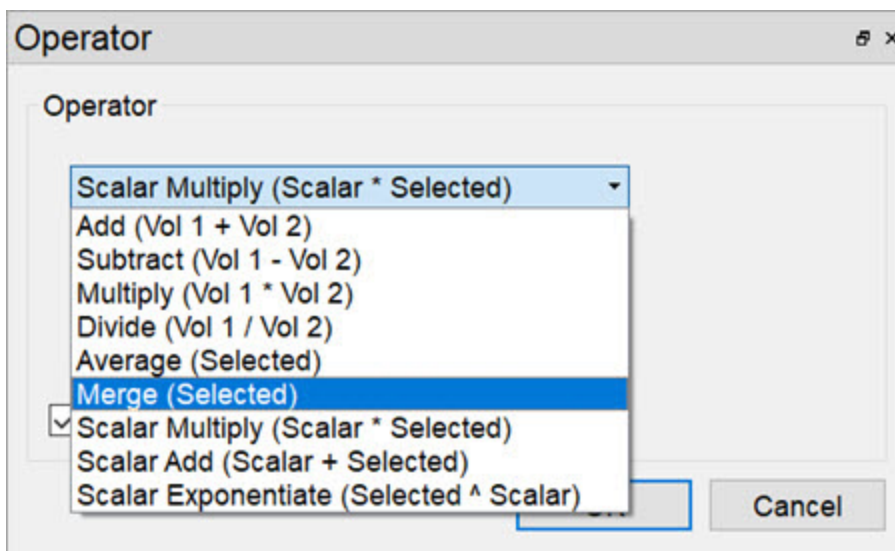 Operator
Operator
Scalar Multiply (Scalar * Selected)
Add (Vol 1 + Vol 2)
Subtract (Vol 1 - Vol 2)
Multiply (Vol 1 * Vol 2)
Divide (Vol 1 / Vol 2)
Average (Selected)
Merge (Selected)
Scalar Multiply (Scalar * Selected)
Scalar Add (Scalar + Selected)
Scalar Exponentiate (Selected ^ Scalar)
Cancel